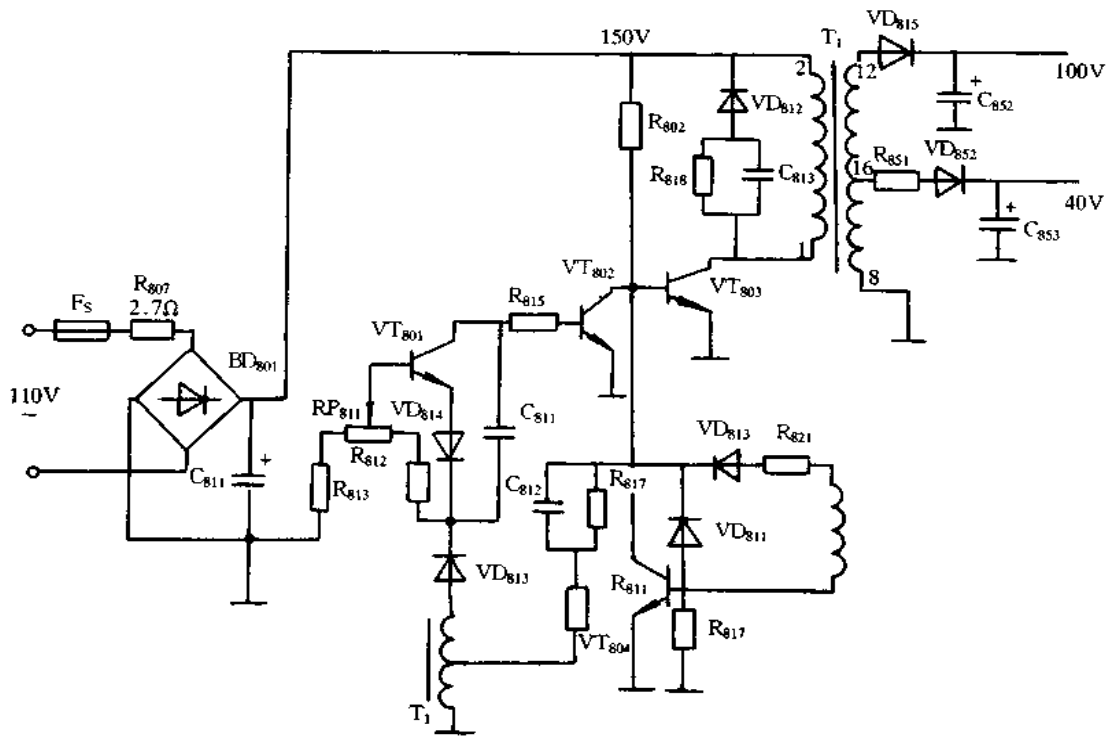 VD815
150V
T1
2
12
100V
VD812
C852
R802
R818
C813
VD852
R851
16
40V
C853
1
VT802
VT803
8
R807
FS
2.7Ω
R815
VT801
BD801
110V
~
RP811
VD814
C811
VD813
R821
R812
C812
R817
C811
R813
VD811
VD813
R811
R817
VT804
T1